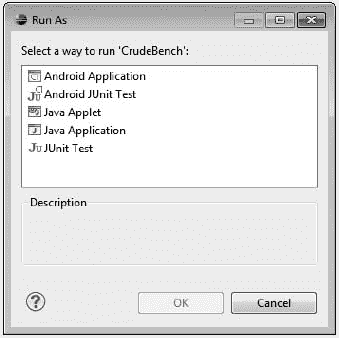 Run As
Select a way to run 'CrudeBench':
Android Application
Android JUnit Test
Java Applet
Java Application
JUnit Test
Description
OK
Cancel